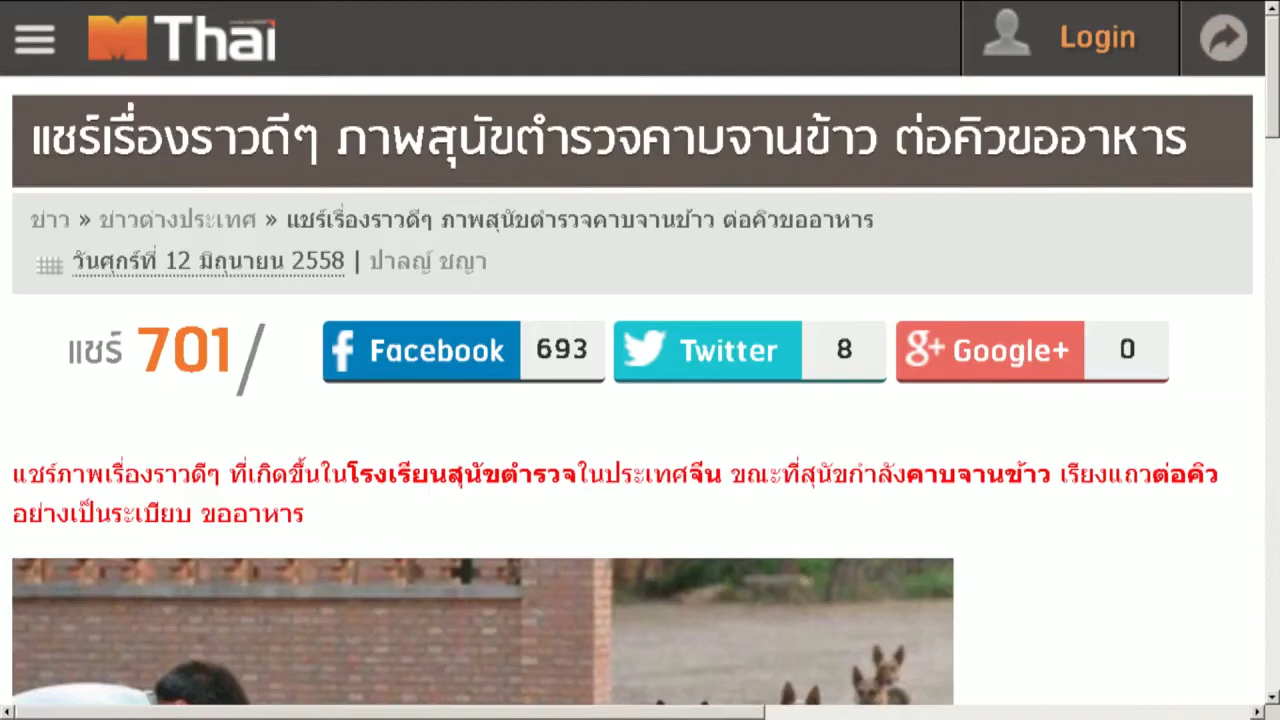 MThai
Login
แชร์เรื่องราวดีๆ ภาพสุนัขตำรวจคาบจานข้าว ต่อคิวขออาหาร
ข่าว » ข่าวต่างประเทศ » แชร์เรื่องราวดีๆ ภาพสุนัขตำรวจคาบจานข้าว ต่อคิวขออาหาร
วันศุกร์ที่ 12 มิถุนายน 2558 | ปาลญ์ ชญา
แชร์ 701/ Facebook 693 Twitter 8 g+ Google+ 0
แชร์ภาพเรื่องราวดีๆ ที่เกิดขึ้นในโรงเรียนสุนัขตำรวจในประเทศจีน ขณะที่สุนัขกำลังคาบจานข้าว เรียงแถวต่อคิว
อย่างเป็นระเบียบ ขออาหาร